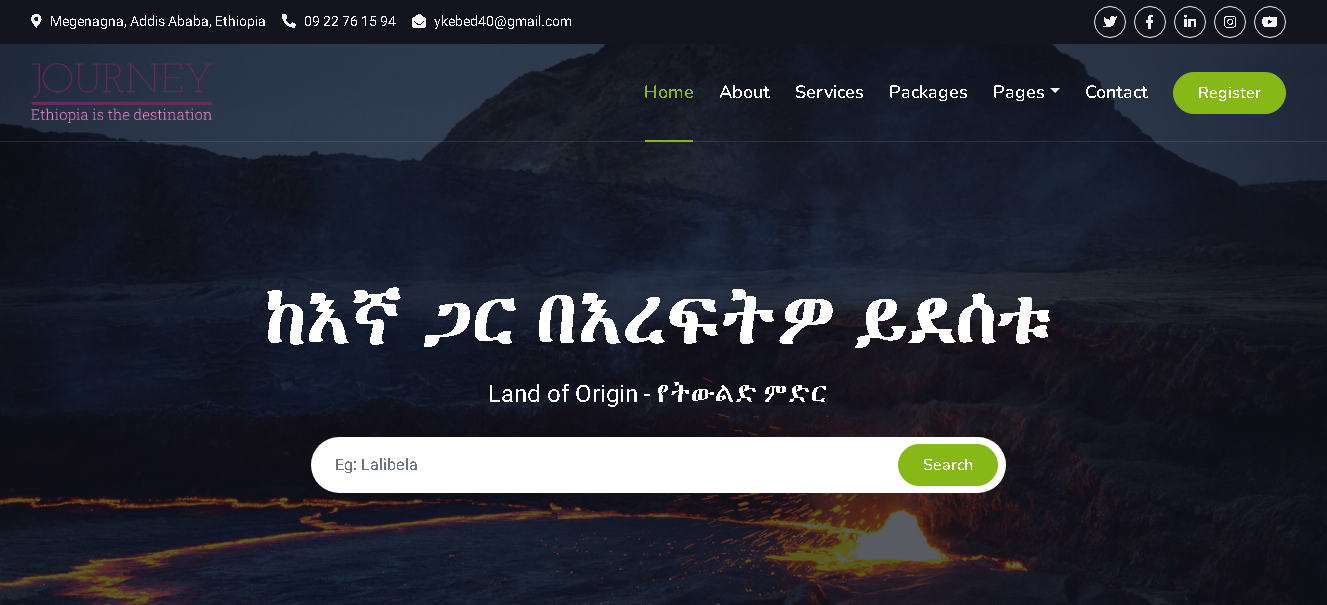 Megenagna, Addis Ababa, Ethiopia 09 22 76 15 94 ykebed40@gmail.com
JOURNEY
Ethiopia is the destination
Home About Services Packages Pages Contact Register
ከእኛ ጋር በእረፍትዎ ይደሰቱ
Land of Origin - የትውልድ ምድር
Eg: Lalibela Search